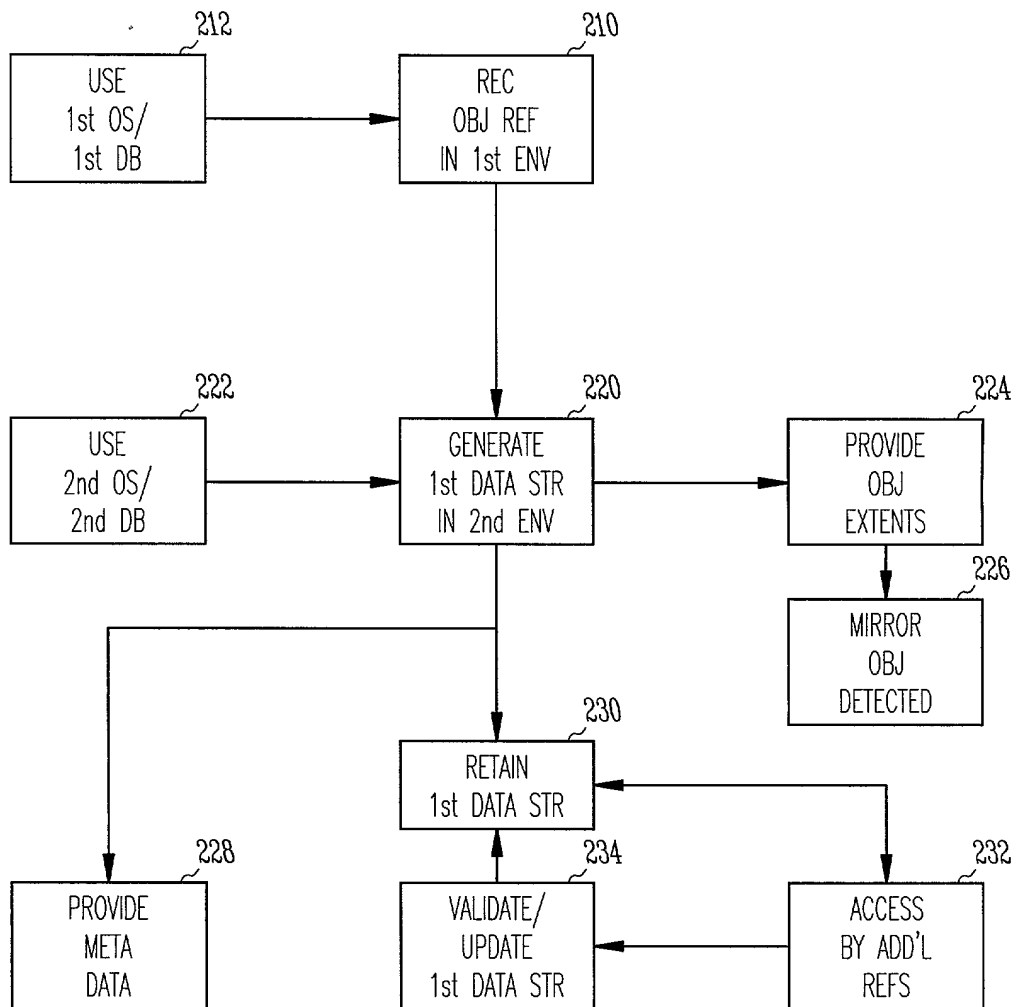 212
USE
1st OS/
1st DB
210
REC
OBJ REF
IN 1st ENV
222
USE
2nd OS/
2nd DB
220
GENERATE
1st DATA STR
IN 2nd ENV
224
PROVIDE
OBJ
EXTENTS
226
MIRROR
OBJ
DETECTED
230
RETAIN
1st DATA STR
228
PROVIDE
META
DATA
234
VALIDATE/
UPDATE
1st DATA STR
232
ACCESS
BY ADD'L
REFS